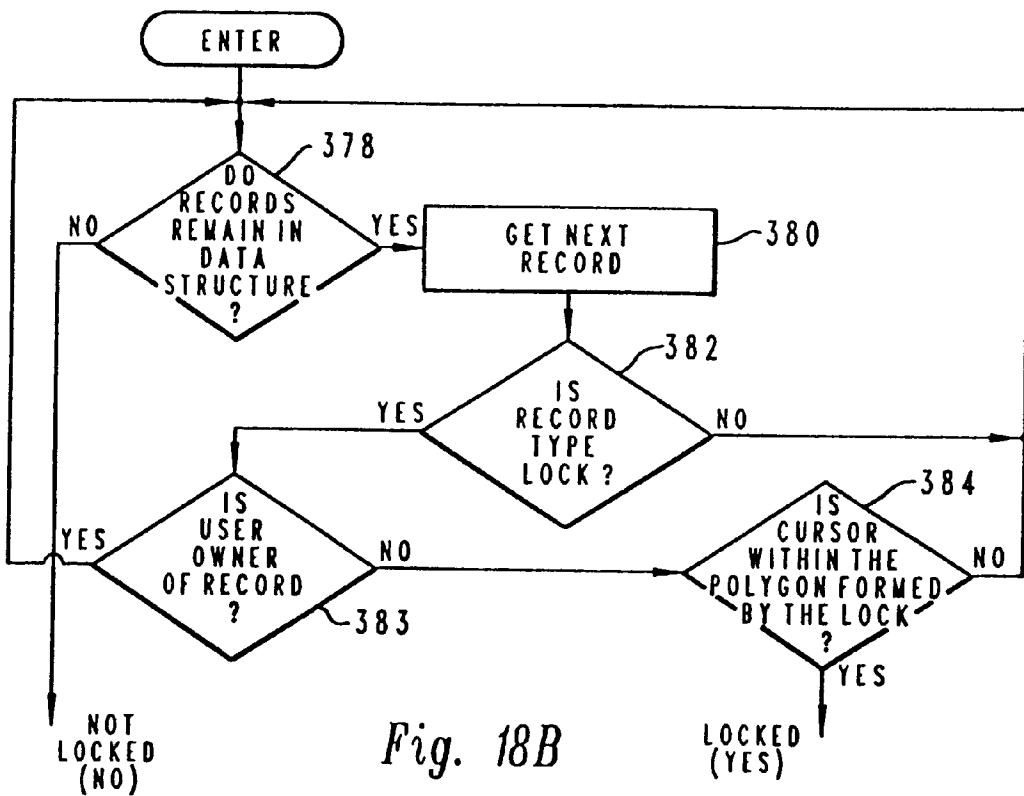 ENTER
378
DO
RECORDS
REMAIN IN
DATA
STRUCTURE
?
NO
YES
GET NEXT
RECORD
380
382
IS
RECORD
TYPE
LOCK ?
YES
NO
IS
USER
OWNER
OF RECORD
?
YES
NO
383
384
IS
CURSOR
WITHIN THE
POLYGON FORMED
BY THE LOCK
?
NO
YES
NOT
LOCKED
(NO)
Fig. 18B
LOCKED
(YES)